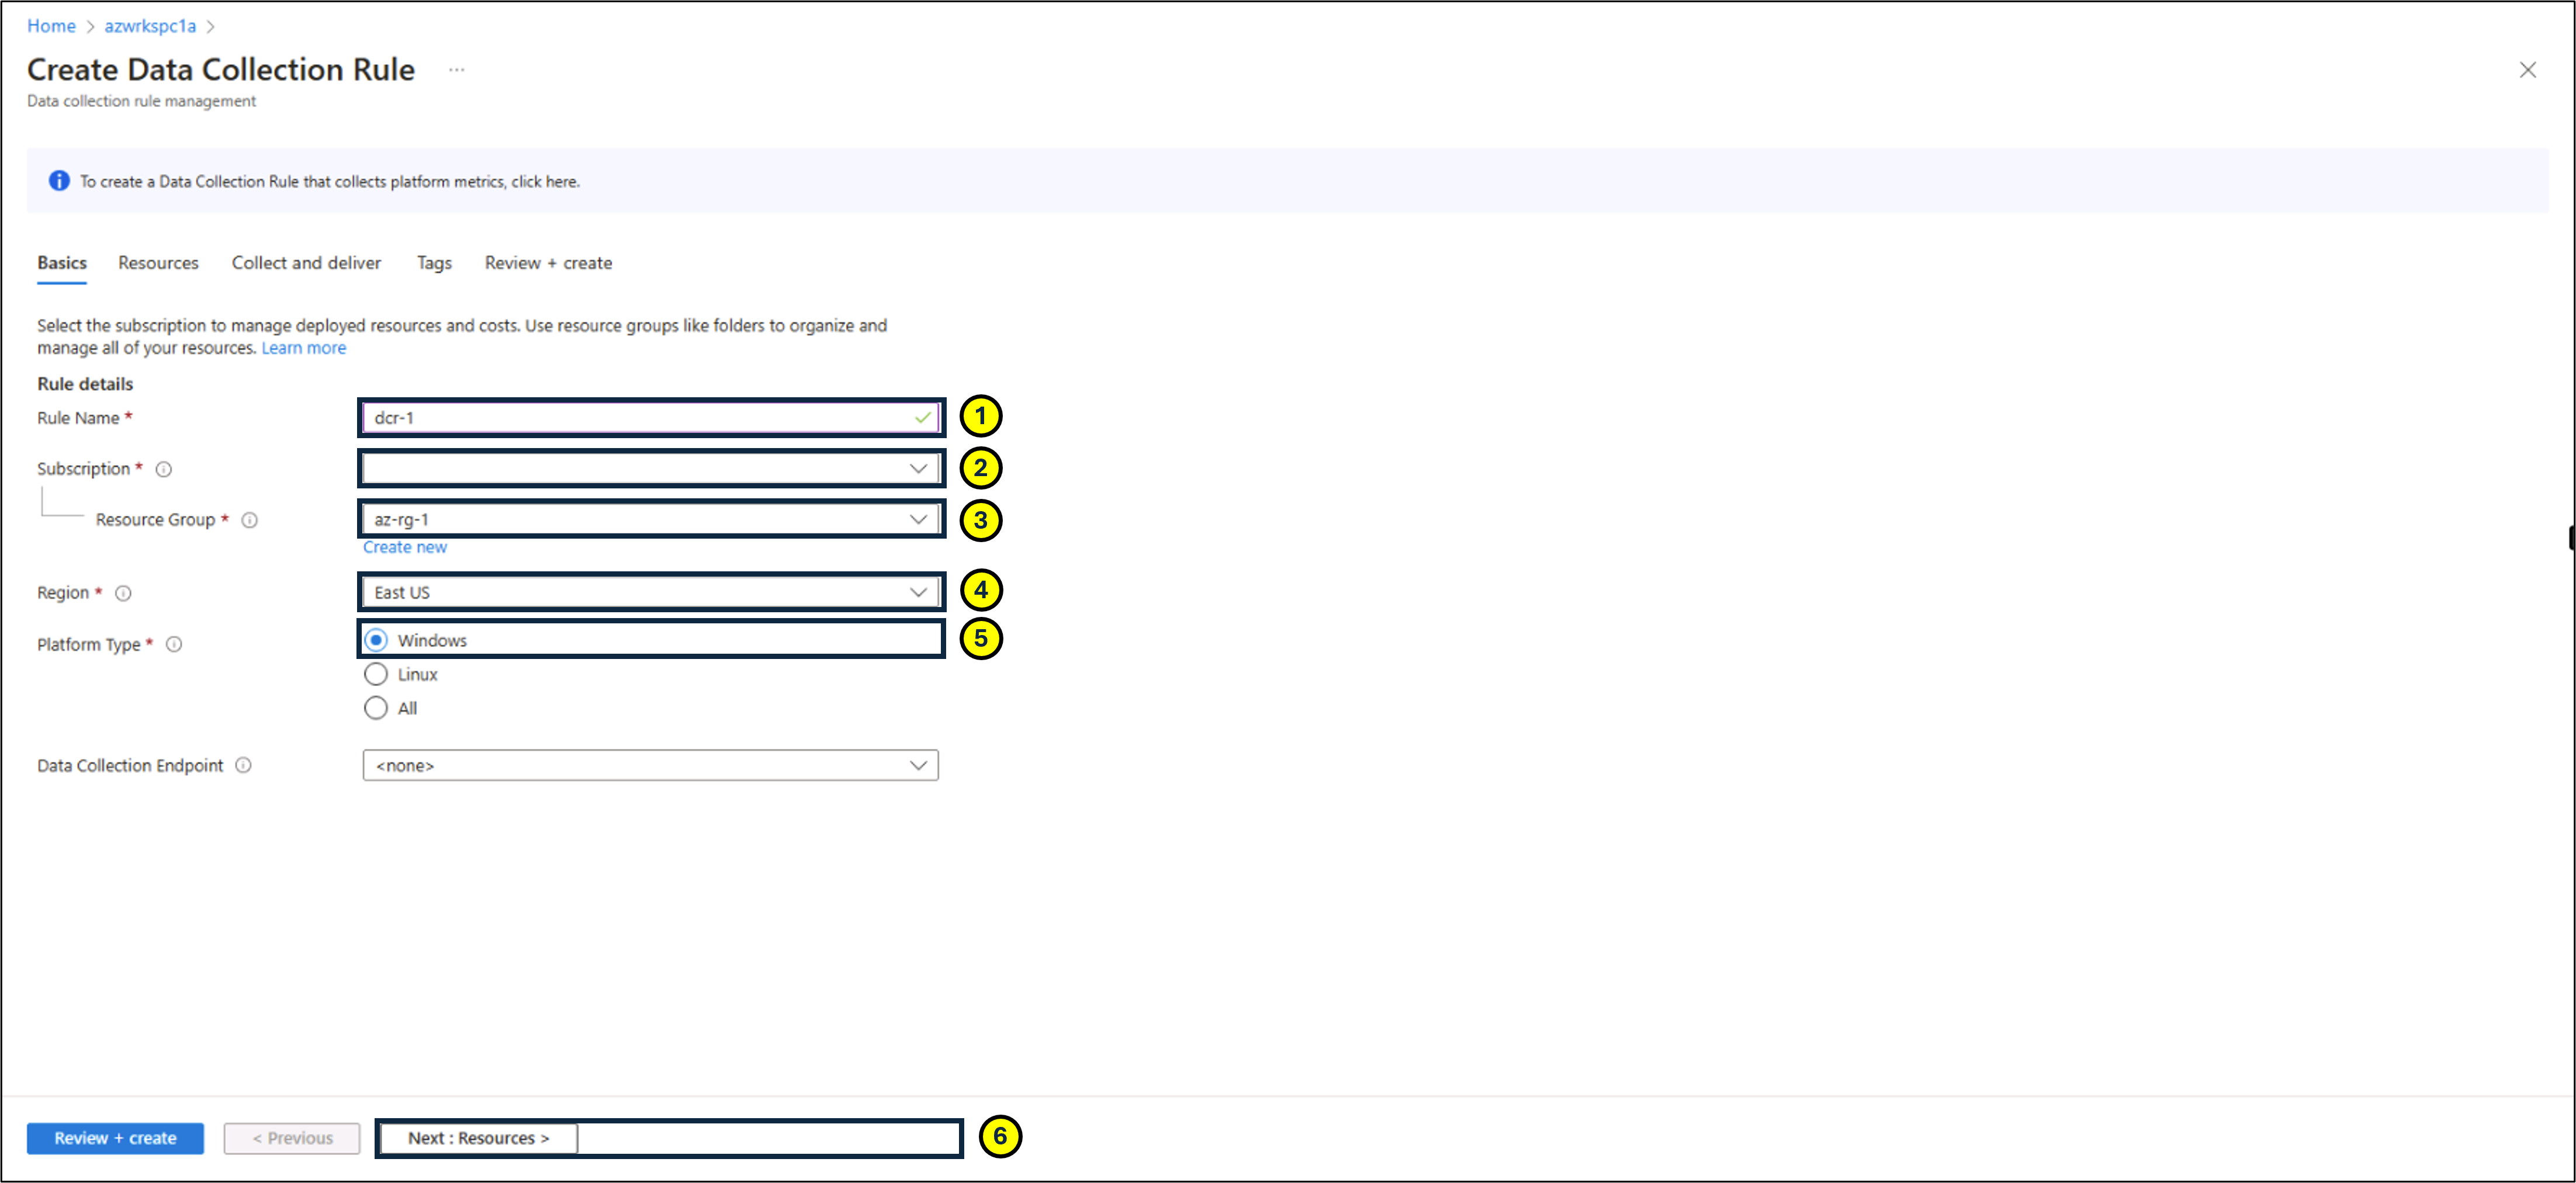 Home > azwrkspc1a >
Create Data Collection Rule ...
Data collection rule management
To create a Data Collection Rule that collects platform metrics, click here.
Basics Resources Collect and deliver Tags Review + create
Select the subscription to manage deployed resources and costs. Use resource groups like folders to organize and
manage all of your resources. Learn more
Rule details
Rule Name * dcr-1 1
Subscription * 2
Resource Group * az-rg-1 3
Create new
Region * East US 4
Platform Type * Windows 5
Linux
All
Data Collection Endpoint <none>
Review + create < Previous Next : Resources > 6